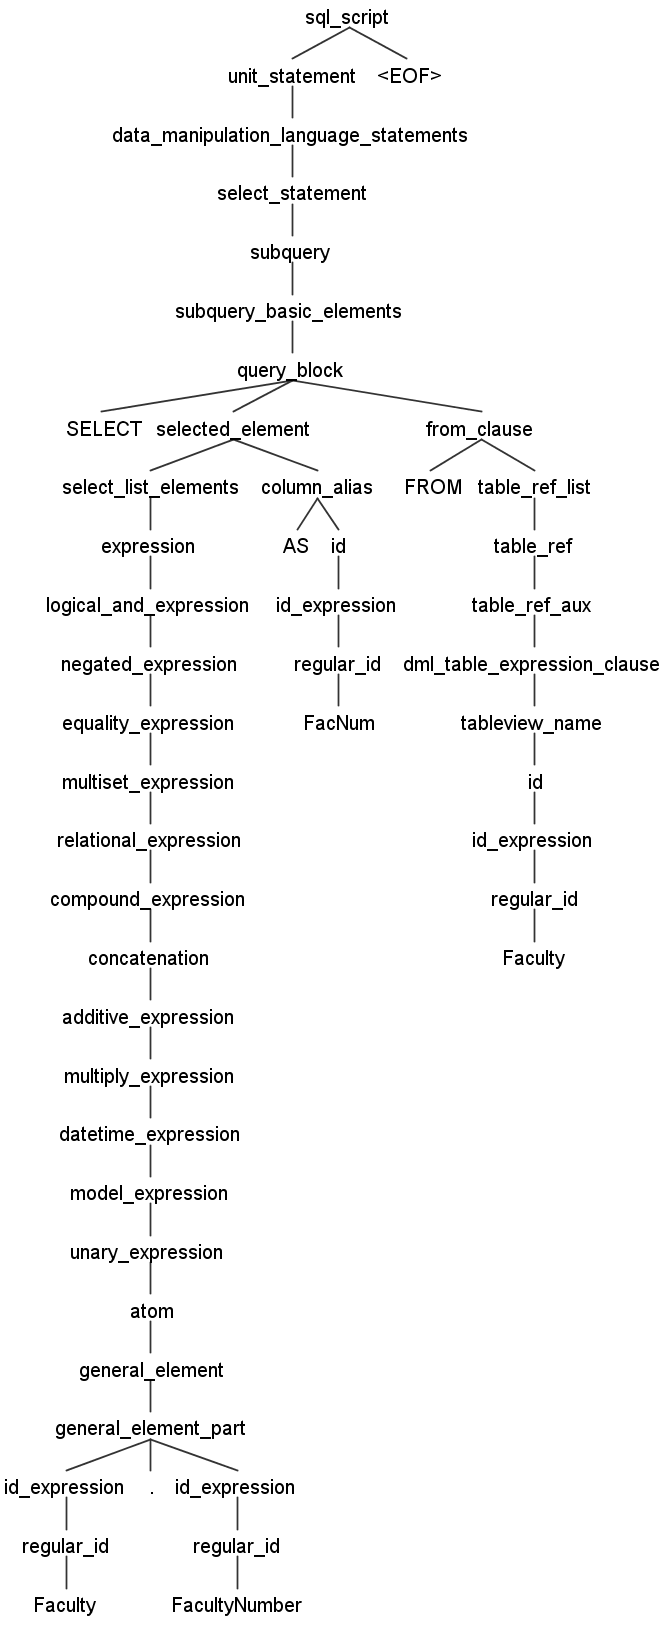 sql_script
unit_statement <EOF>
data_manipulation_language_statements
select_statement
subquery
subquery_basic_elements
query_block
SELECT selected_element from_clause
select_list_elements column_alias FROM table_ref_list
expression AS id table_ref
logical_and_expression id_expression table_ref_aux
negated_expression regular_id dml_table_expression_clause
equality_expression FacNum tableview_name
multiset_expression id
relational_expression id_expression
compound_expression regular_id
concatenation Faculty
additive_expression
multiply_expression
datetime_expression
model_expression
unary_expression
atom
general_element
general_element_part
id_expression . id_expression
regular_id regular_id
Faculty FacultyNumber